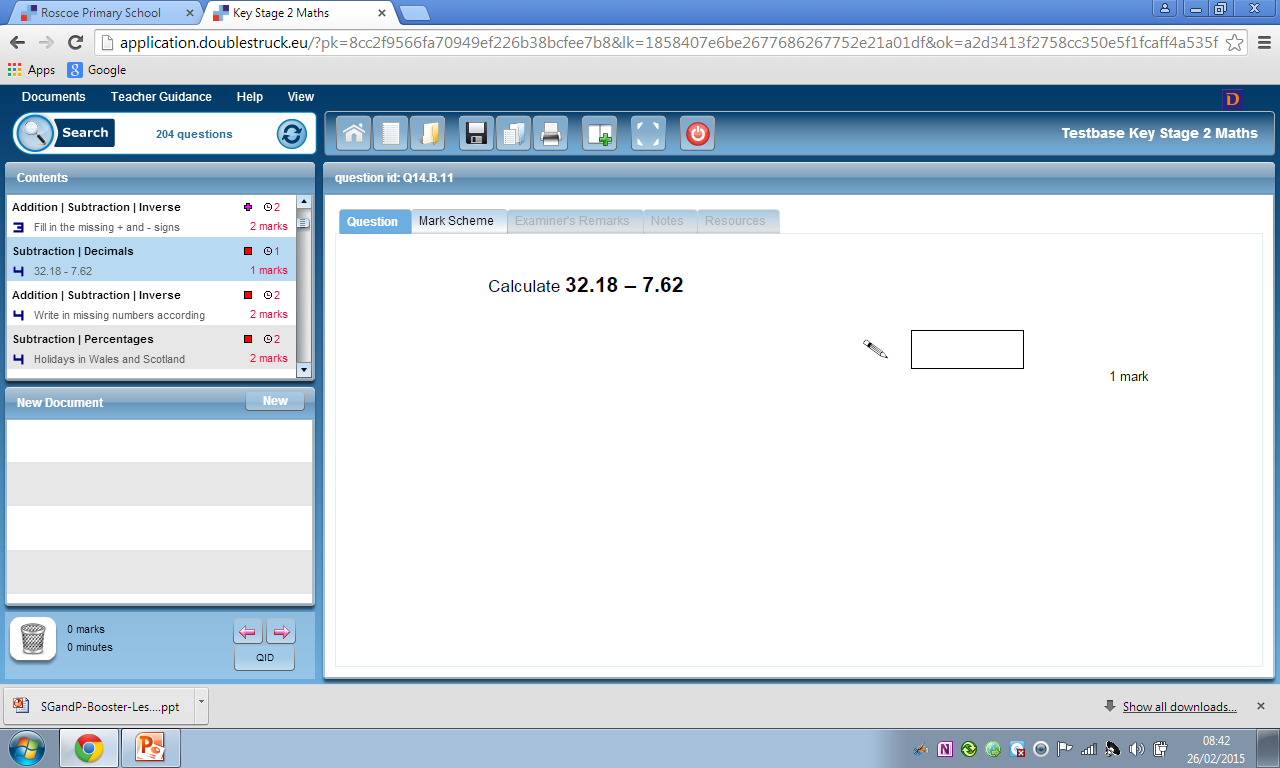 Roscoe Primary School
Key Stage 2 Maths
application.doublestruck.eu/?pk=8cc2f9566fa70949ef226b38bcfee7b8&lk=1858407e6be2677686267752e21a01df&ok=a2d3413f2758cc350e5f1fcaff4a535f
Apps
Google
Documents
Teacher Guidance
Help
View
D
Search
204 questions
Testbase Key Stage 2 Maths
Contents
Addition | Subtraction | Inverse
2
3
Fill in the missing + and - signs
2 marks
Subtraction | Decimals
1
4
32.18 - 7.62
1 marks
Addition | Subtraction | Inverse
2
4
Write in missing numbers according
2 marks
Subtraction | Percentages
2
4
Holidays in Wales and Scotland
2 marks
New Document
New
0 marks
0 minutes
QID
question id: Q14.B.11
Question
Mark Scheme
Examiner's Remarks
Notes
Resources
Calculate 32.18 – 7.62
1 mark
SGandP-Booster-Les....ppt
Show all downloads...
08:42
26/02/2015